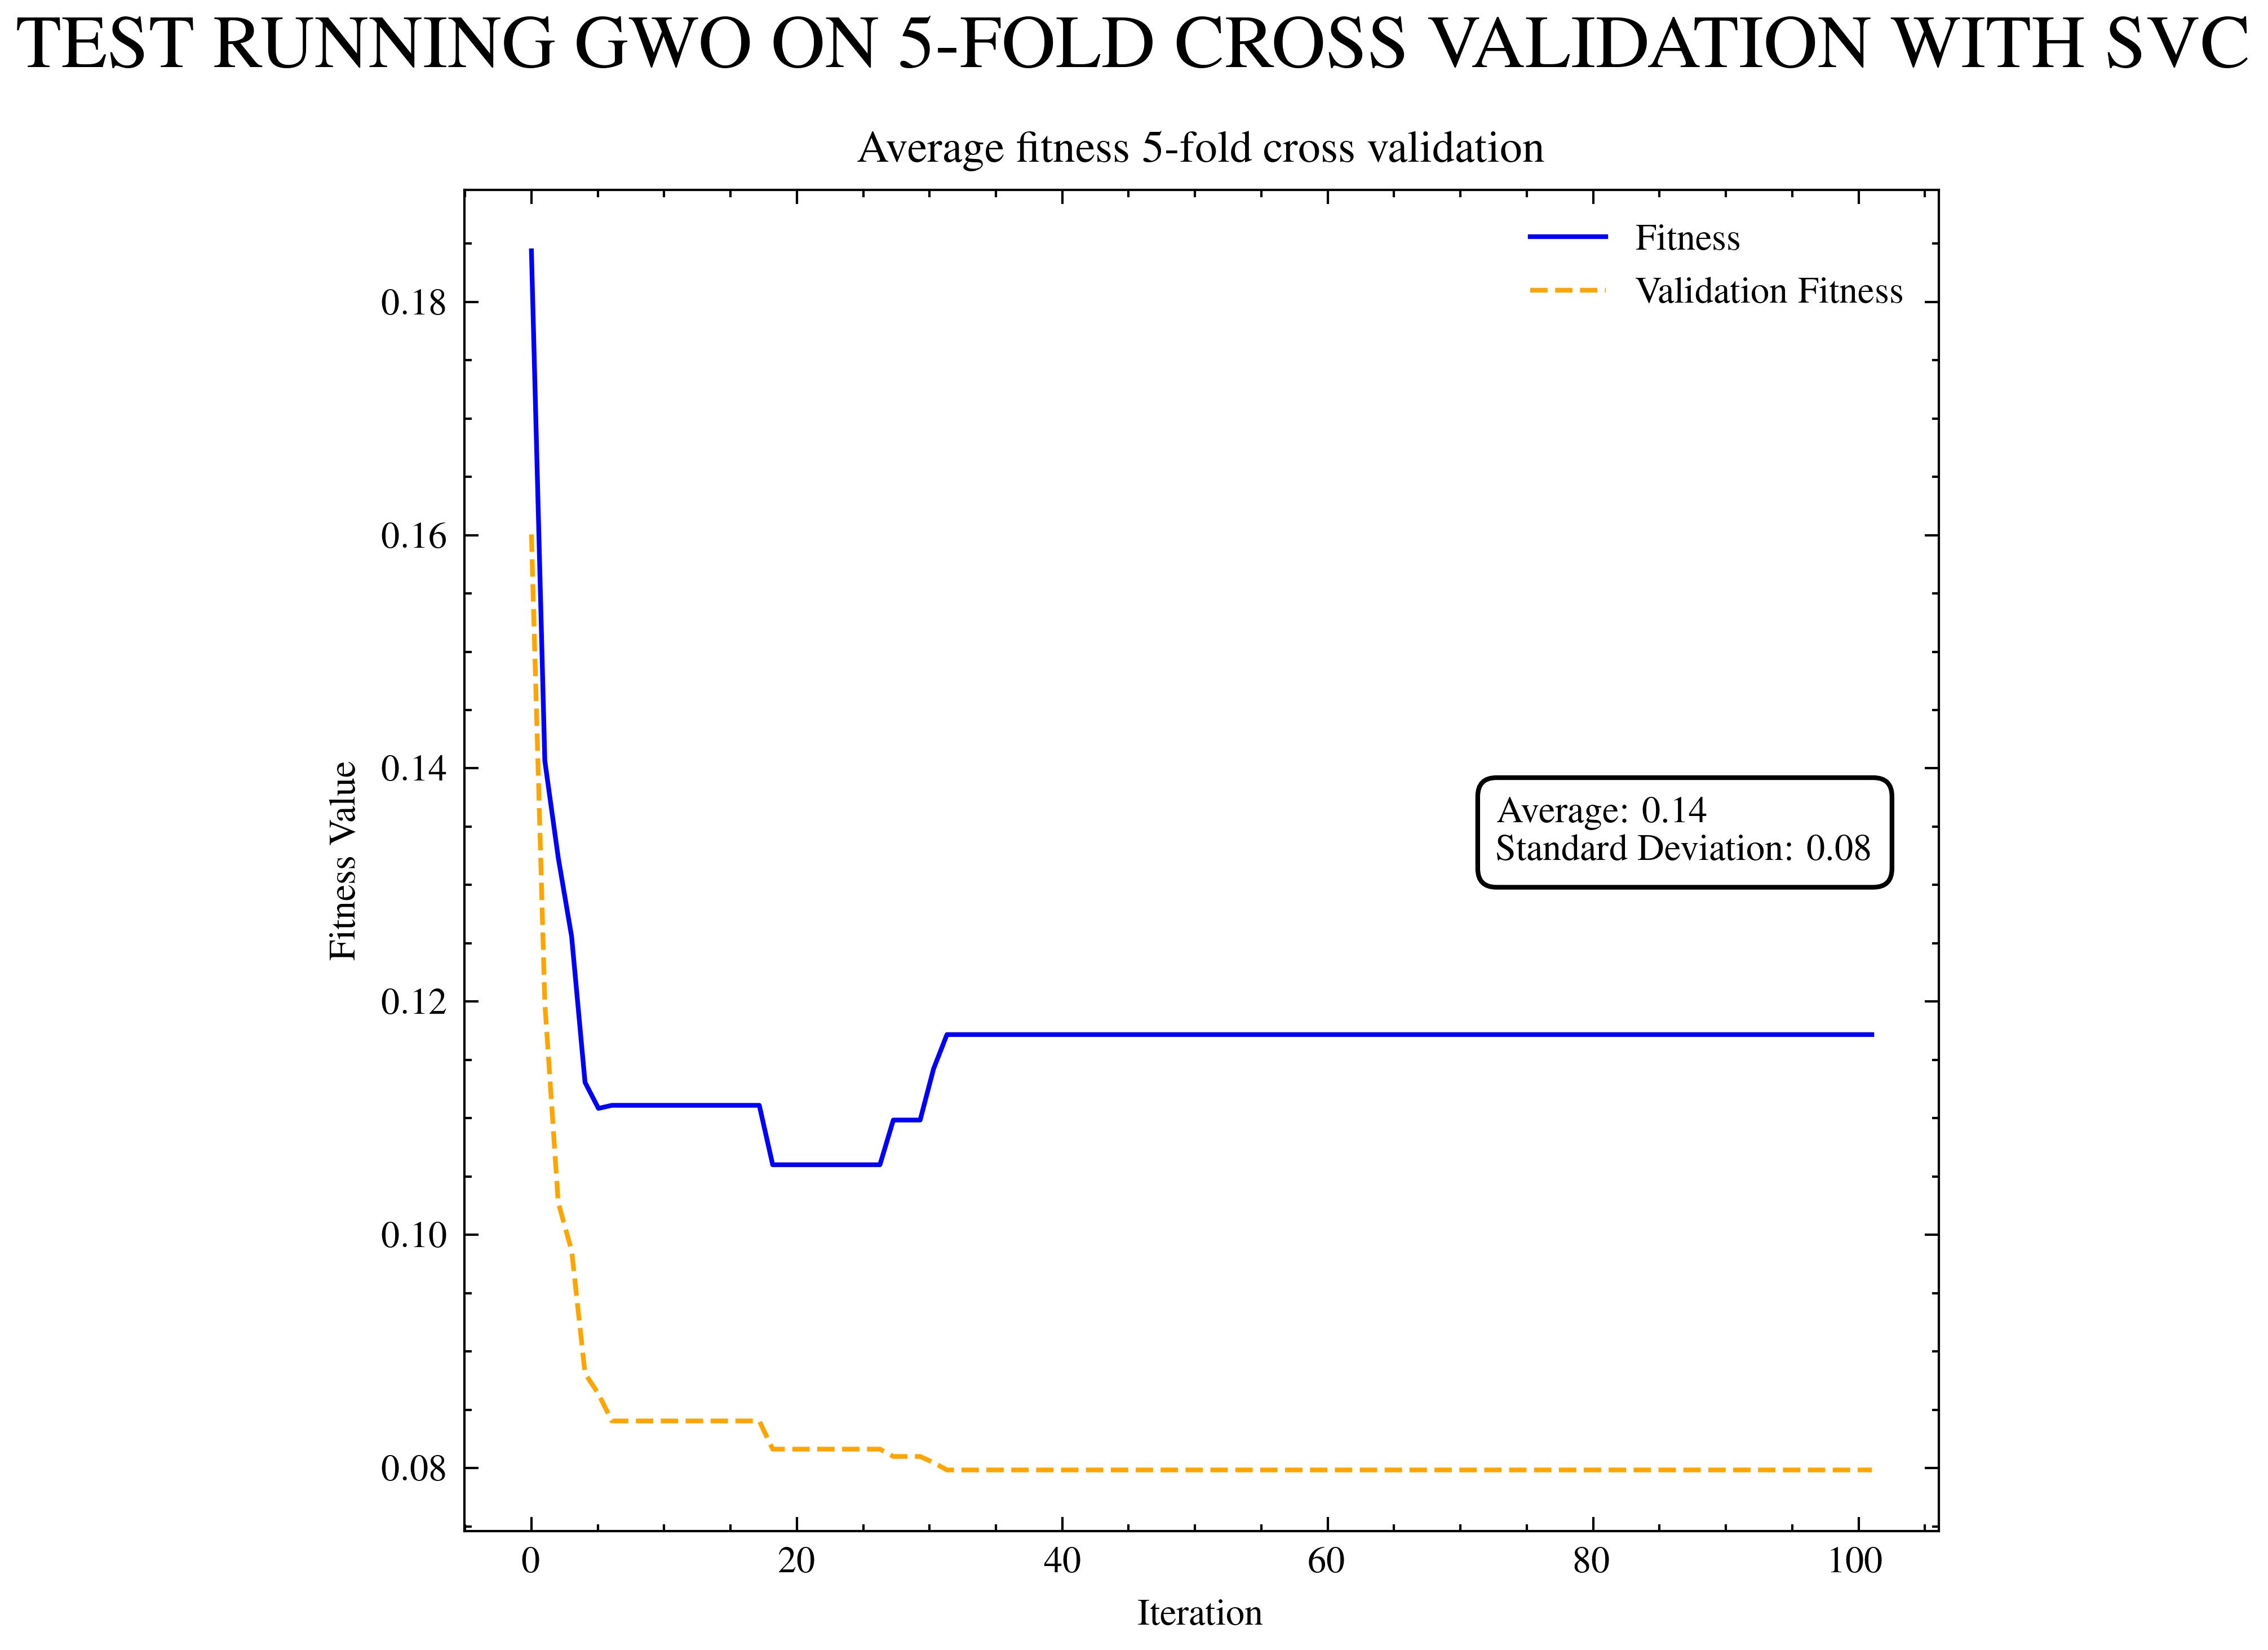 TEST RUNNING GWO ON 5-FOLD CROSS VALIDATION WITH SVC
Average fitness 5-fold cross validation
Fitness
Validation Fitness
0.18
0.16
0.14
0.12
0.10
0.08
Fitness Value
Average: 0.14
Standard Deviation: 0.08
0 20 40 60 80 100
Iteration